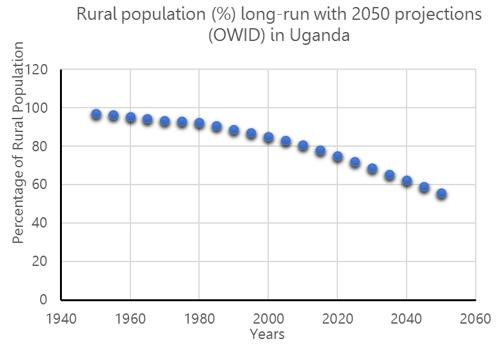 Rural population (%) long-run with 2050 projections
(OWID) in Uganda
Percentage of Rural Population
120
100
80
60
40
20
0
1940 1960 1980 2000 2020 2040 2060
Years